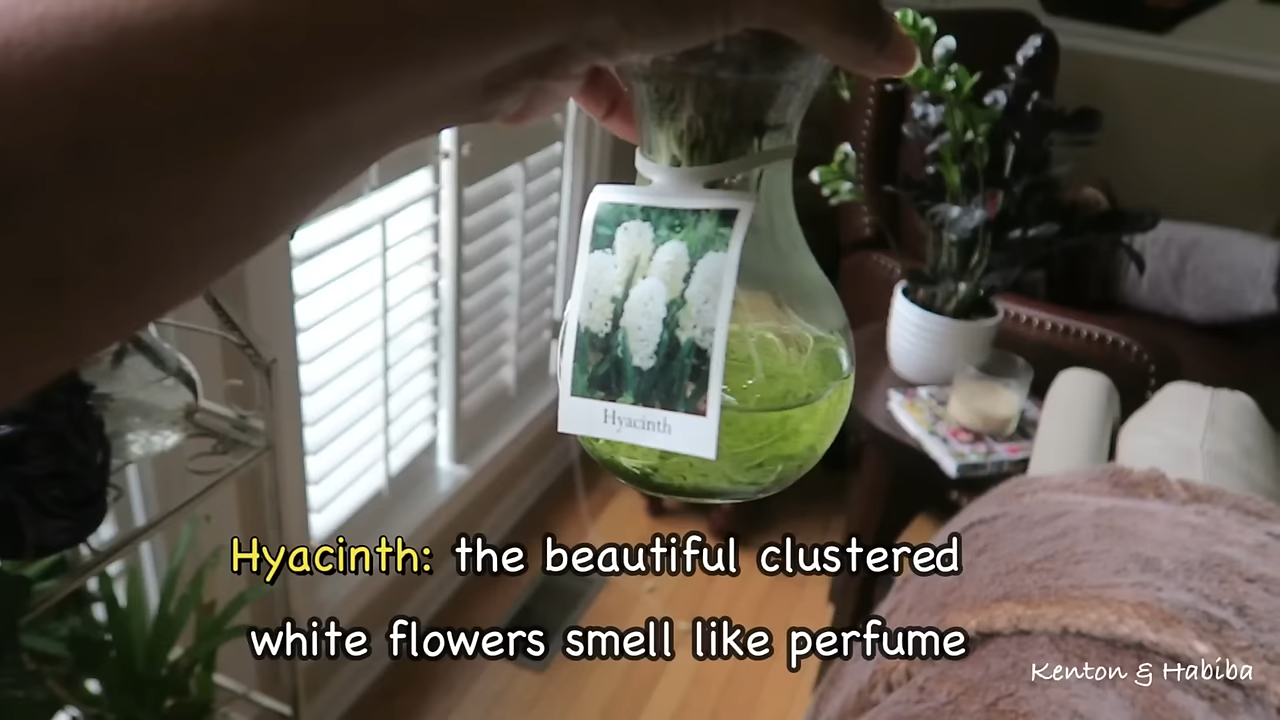 Hyacinth
Hyacinth: the beautiful clustered
white flowers smell like perfume
Kenton & Habiba